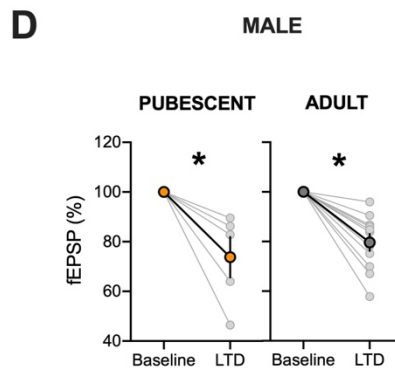 D
MALE
PUBESCENT
ADULT
*
*
fEPSP (%)
120
100
80
60
40
Baseline
LTD
Baseline
LTD